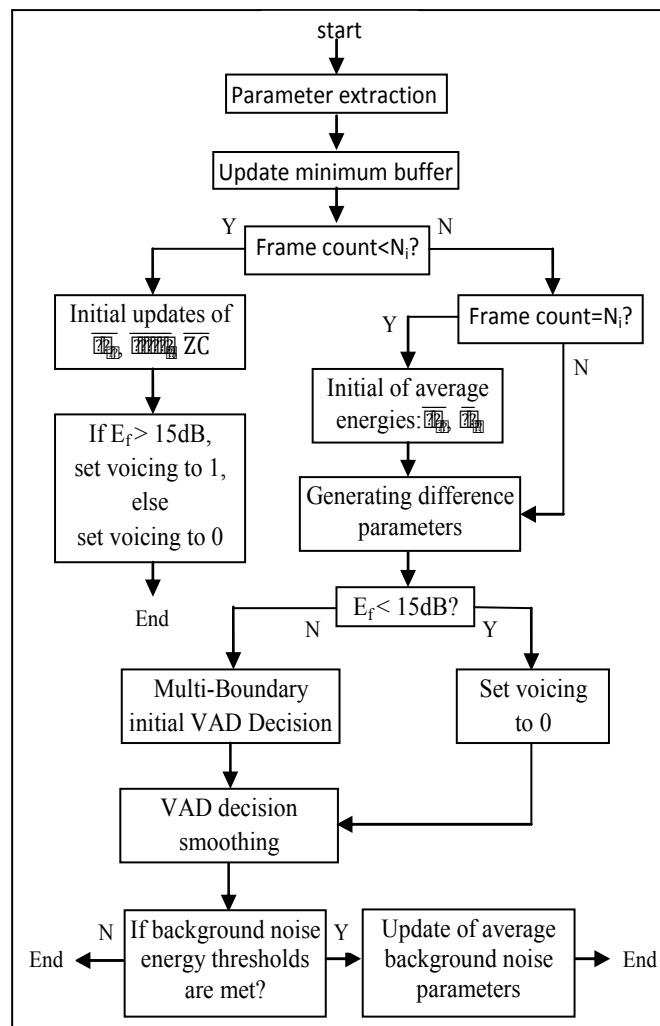 start
Parameter extraction
Update minimum buffer
Y
N
Frame count<Nᵢ?
Initial updates of
, , ZC
Frame count=Nᵢ?
Y
N
If E_f > 15dB,
set voicing to 1,
else
set voicing to 0
Initial of average
energies: ,
Generating difference
parameters
End
E_f < 15dB?
N
Y
Multi-Boundary
initial VAD Decision
Set voicing
to 0
VAD decision
smoothing
N
If background noise
energy thresholds
are met?
Y
Update of average
background noise
parameters
End
End